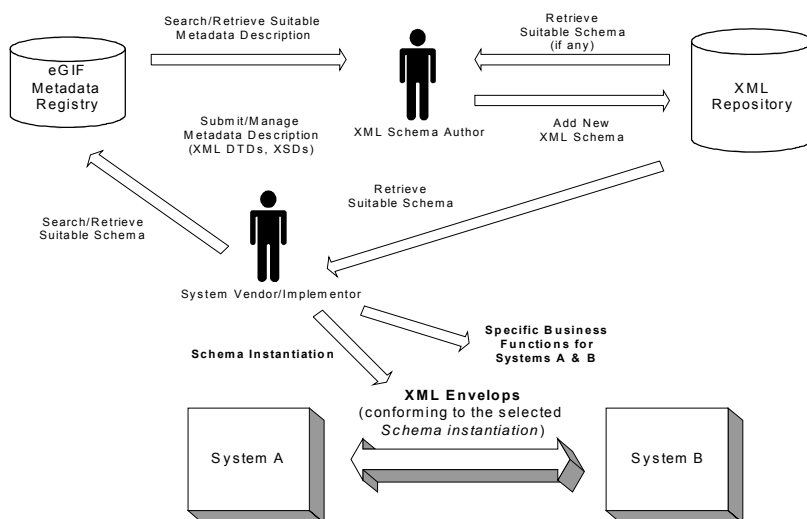 Search/Retrieve Suitable
Metadata Description
Retrieve
Suitable Schema
(if any)
eGIF
Metadata
Registry
XML
Repository
Submit/Manage
Metadata Description
(XML DTDs, XSDs)
XML Schema Author
Add New
XML Schema
Retrieve
Suitable Schema
Search/Retrieve
Suitable Schema
System Vendor/Implementor
Schema Instantiation
Specific Business
Functions for
Systems A & B
XML Envelops
(conforming to the selected
Schema instantiation)
System A
System B